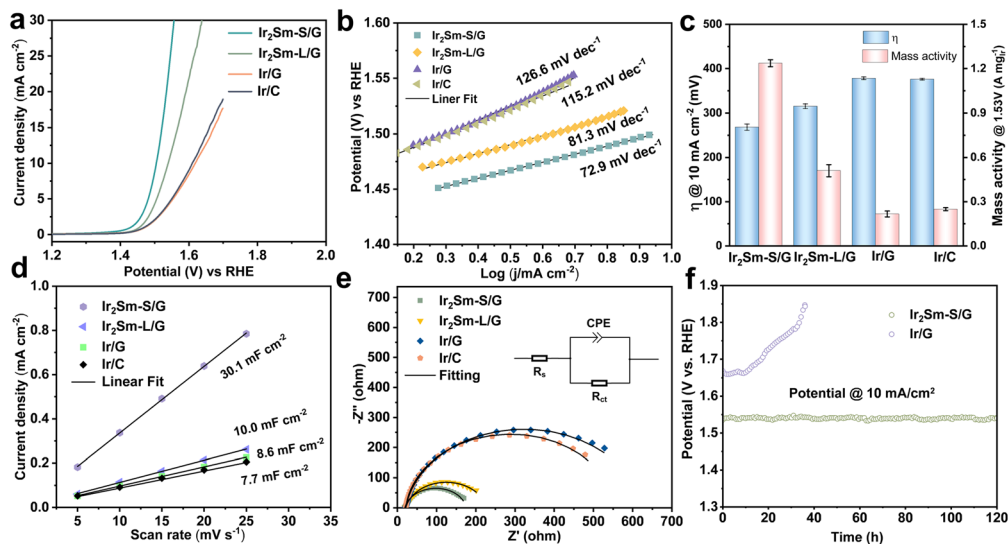 a
Ir₂Sm-S/G
Ir₂Sm-L/G
Ir/G
Ir/C
Current density (mA cm⁻²)
30
25
20
15
10
5
0
1.2 1.4 1.6 1.8 2.0
Potential (V) vs RHE
b
Ir₂Sm-S/G
Ir₂Sm-L/G
Ir/G
Ir/C
Liner Fit
126.6 mV dec⁻¹
115.2 mV dec⁻¹
81.3 mV dec⁻¹
72.9 mV dec⁻¹
Potential (V) vs RHE
1.55
1.50
1.45
1.40
0.2 0.3 0.4 0.5 0.6 0.7 0.8 0.9 1.0
Log (j/mA cm⁻²)
c
η
Mass activity
η @ 10 mA cm⁻² (mV)
500
400
300
200
100
0
Mass activity @ 1.53V (A mg⁻¹Ir)
1.5
1.2
0.9
0.6
0.3
0.0
Ir₂Sm-S/G Ir₂Sm-L/G Ir/G Ir/C
d
Ir₂Sm-S/G
Ir₂Sm-L/G
Ir/G
Ir/C
Linear Fit
30.1 mF cm⁻²
10.0 mF cm⁻²
8.6 mF cm⁻²
7.7 mF cm⁻²
Current density (mA cm⁻²)
1.2
1.0
0.8
0.6
0.4
0.2
0.0
5 10 15 20 25 30 35
Scan rate (mV s⁻¹)
e
Ir₂Sm-S/G
Ir₂Sm-L/G
Ir/G
Ir/C
Fitting
CPE
Rs
Rct
-Z'' (ohm)
700
600
500
400
300
200
100
0
0 100 200 300 400 500 600 700
Z' (ohm)
f
Ir₂Sm-S/G
Ir/G
Potential @ 10 mA/cm²
Potential (V vs. RHE)
1.9
1.8
1.7
1.6
1.5
1.4
1.3
0 20 40 60 80 100 120
Time (h)